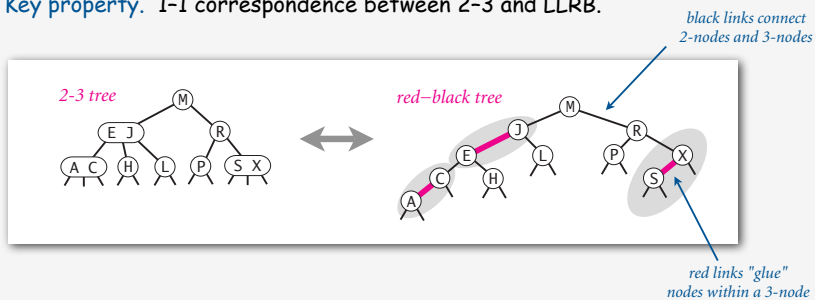 Key property. 1–1 correspondence between 2–3 and LLRB.
black links connect
2-nodes and 3-nodes
2-3 tree
M
E J
R
A C
H
L
P
S X
red−black tree
M
J
R
E
L
P
X
C
H
S
A
red links "glue"
nodes within a 3-node